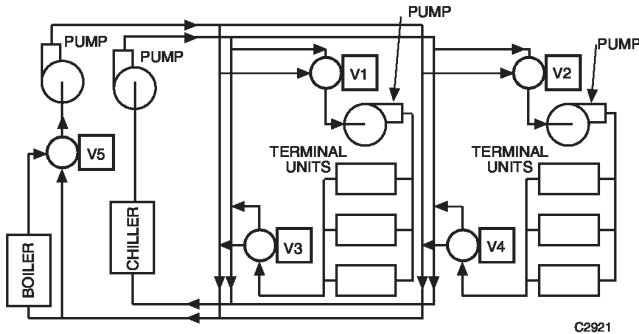 PUMP
PUMP
PUMP
PUMP
V1
V2
TERMINAL
UNITS
TERMINAL
UNITS
V5
V3
V4
BOILER
CHILLER
C2921